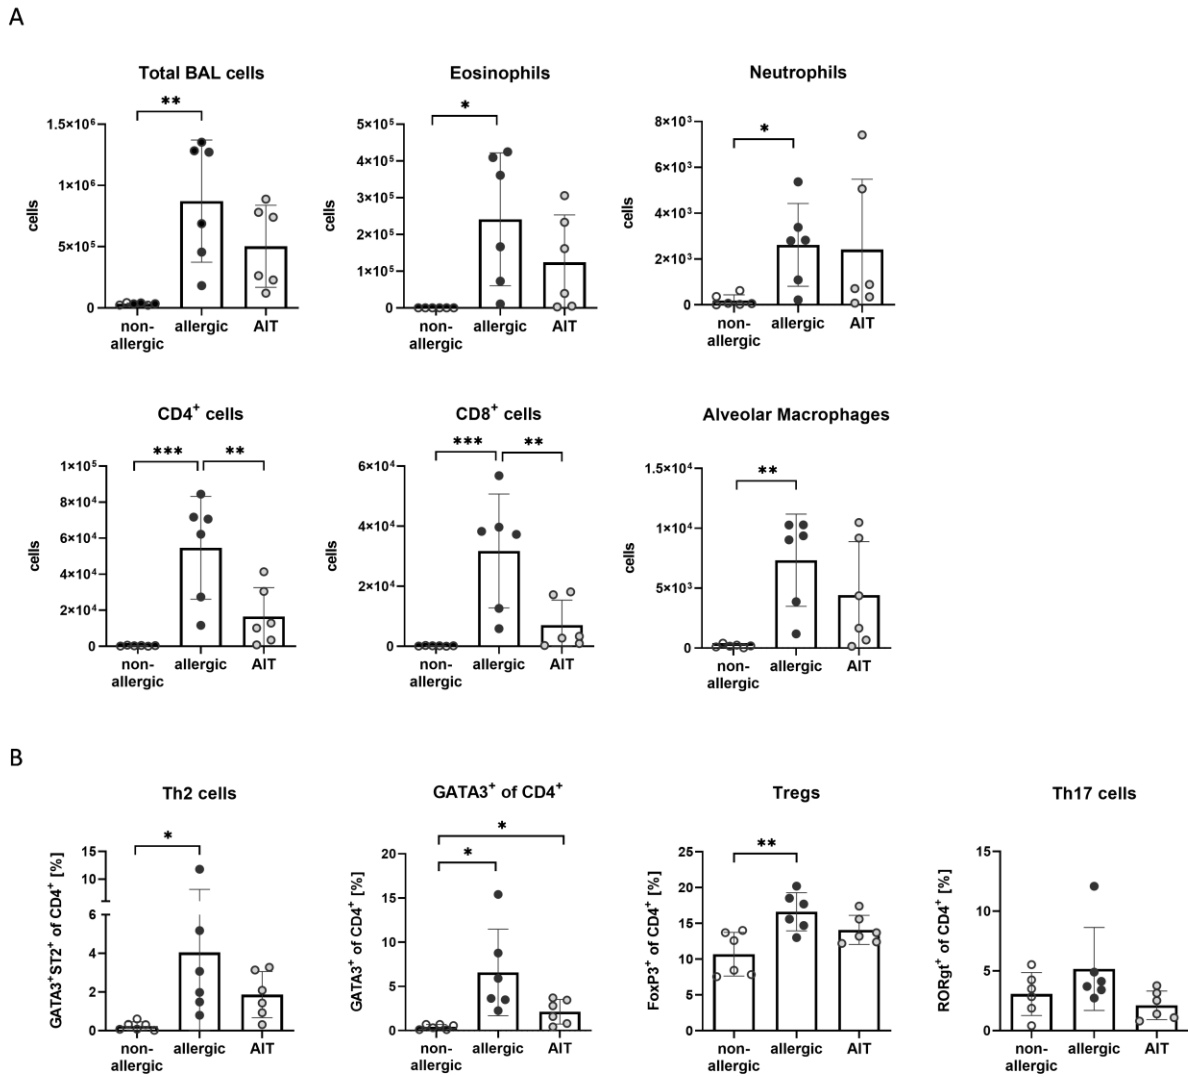 A
Total BAL cells
**
1.5×10⁶
1×10⁶
5×10⁵
0
cells
non-
allergic
allergic
AIT
Eosinophils
*
5×10⁵
4×10⁵
3×10⁵
2×10⁵
1×10⁵
0
cells
non-
allergic
allergic
AIT
Neutrophils
*
8×10³
6×10³
4×10³
2×10³
0
cells
non-
allergic
allergic
AIT
CD4⁺ cells
*** **
1×10⁵
8×10⁴
6×10⁴
4×10⁴
2×10⁴
0
cells
non-
allergic
allergic
AIT
CD8⁺ cells
*** **
6×10⁴
4×10⁴
2×10⁴
0
cells
non-
allergic
allergic
AIT
Alveolar Macrophages
**
1.5×10⁴
1×10⁴
5×10³
0
cells
non-
allergic
allergic
AIT
B
Th2 cells
*
15
10
6
4
2
0
GATA3⁺ST2⁺ of CD4⁺ [%]
non-
allergic
allergic
AIT
GATA3⁺ of CD4⁺
*
*
20
15
10
5
0
GATA3⁺ of CD4⁺ [%]
non-
allergic
allergic
AIT
Tregs
**
25
20
15
10
5
0
FoxP3⁺ of CD4⁺ [%]
non-
allergic
allergic
AIT
Th17 cells
15
10
5
0
RORgt⁺ of CD4⁺ [%]
non-
allergic
allergic
AIT